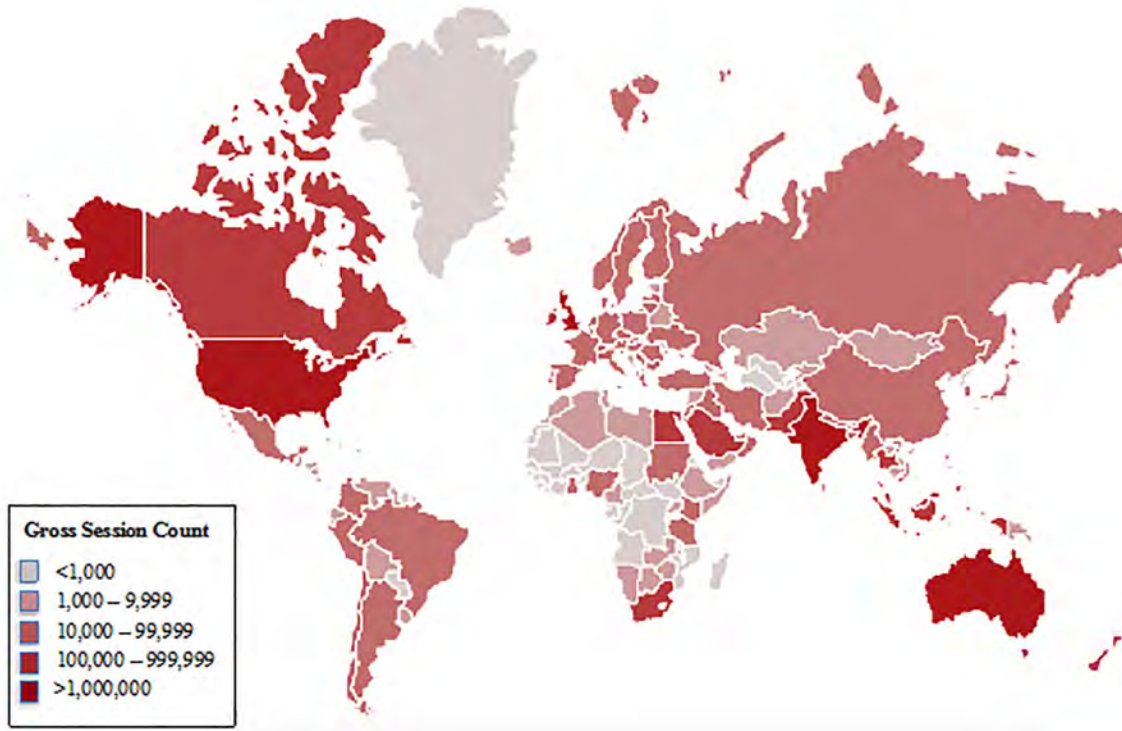 Gross Session Count
<1,000
1,000 – 9,999
10,000 – 99,999
100,000 – 999,999
>1,000,000